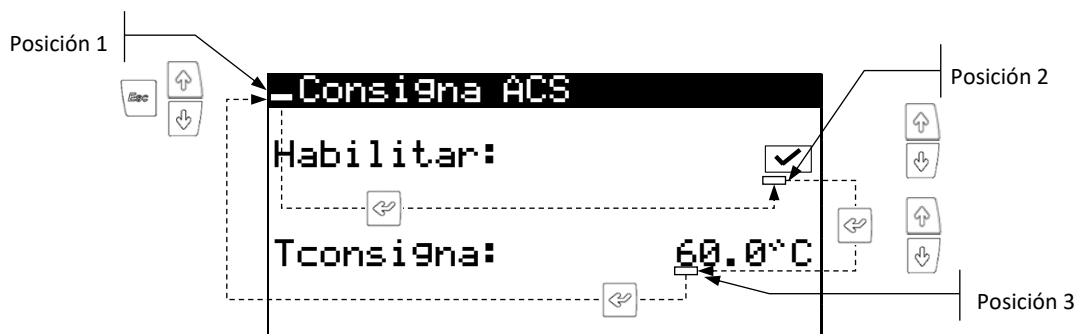 Posición 1
Esc
Consigna ACS
Posición 2
Habilitar:
Tconsigna: 60.0°C
Posición 3